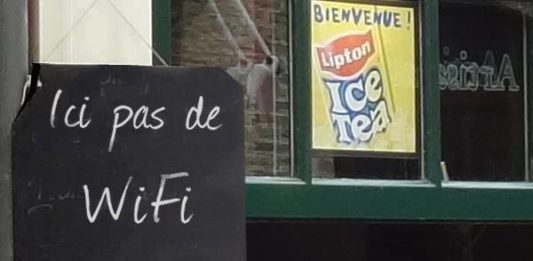 Ici pas de
WiFi
BIENVENUE !
Lipton
ICE
TEA